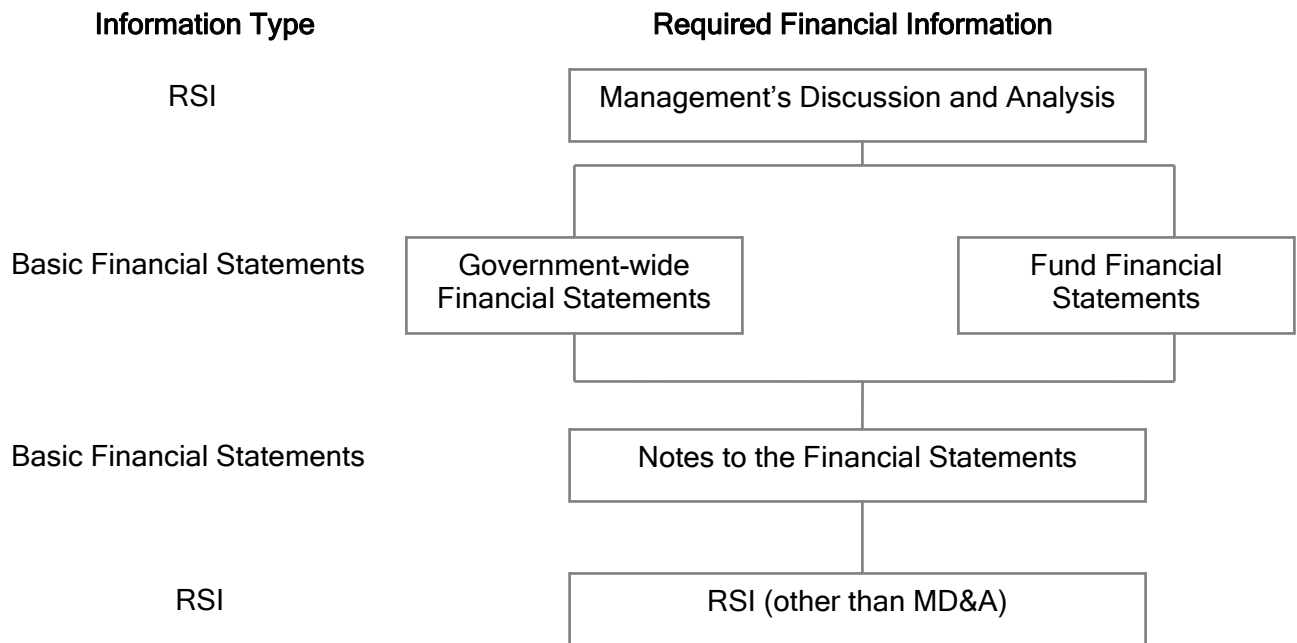 Information Type
Required Financial Information
RSI
Management’s Discussion and Analysis
Basic Financial Statements
Government-wide
Financial Statements
Fund Financial
Statements
Basic Financial Statements
Notes to the Financial Statements
RSI
RSI (other than MD&A)